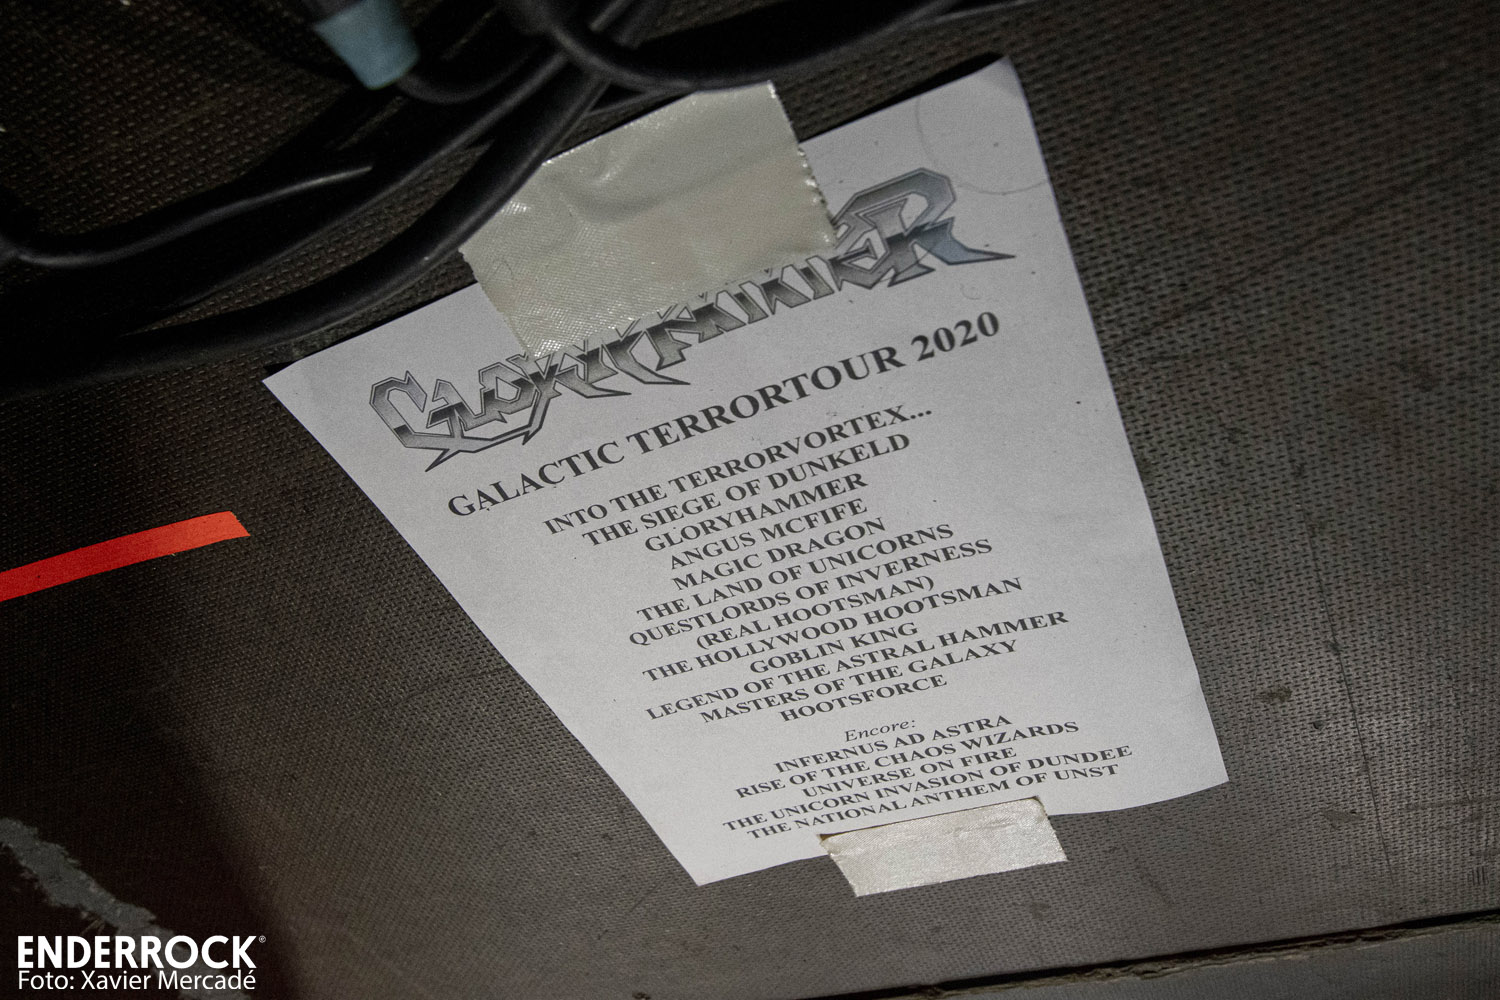 GLORYHAMMER
GALACTIC TERRORTOUR 2020
INTO THE TERRORVORTEX...
THE SIEGE OF DUNKELD
GLORYHAMMER
ANGUS MCFIFE
MAGIC DRAGON
THE LAND OF UNICORNS
QUESTLORDS OF INVERNESS
(REAL HOOTSMAN)
THE HOLLYWOOD HOOTSMAN
GOBLIN KING
LEGEND OF THE ASTRAL HAMMER
MASTERS OF THE GALAXY
HOOTSFORCE
Encore:
INFERNUS AD ASTRA
RISE OF THE CHAOS WIZARDS
UNIVERSE ON FIRE
THE UNICORN INVASION OF DUNDEE
THE NATIONAL ANTHEM OF UNST
ENDERROCK®
Foto: Xavier Mercadé